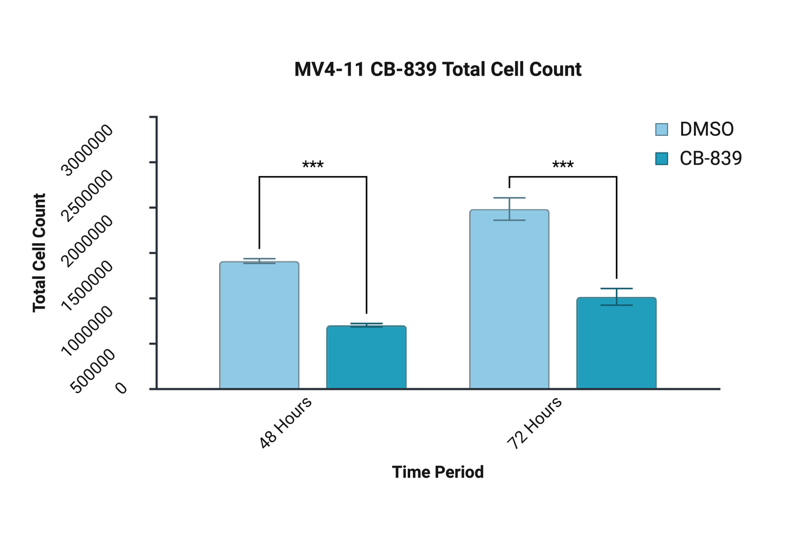 MV4-11 CB-839 Total Cell Count
DMSO
CB-839
***
***
Total Cell Count
3000000
2500000
2000000
1500000
1000000
500000
0
48 Hours
72 Hours
Time Period